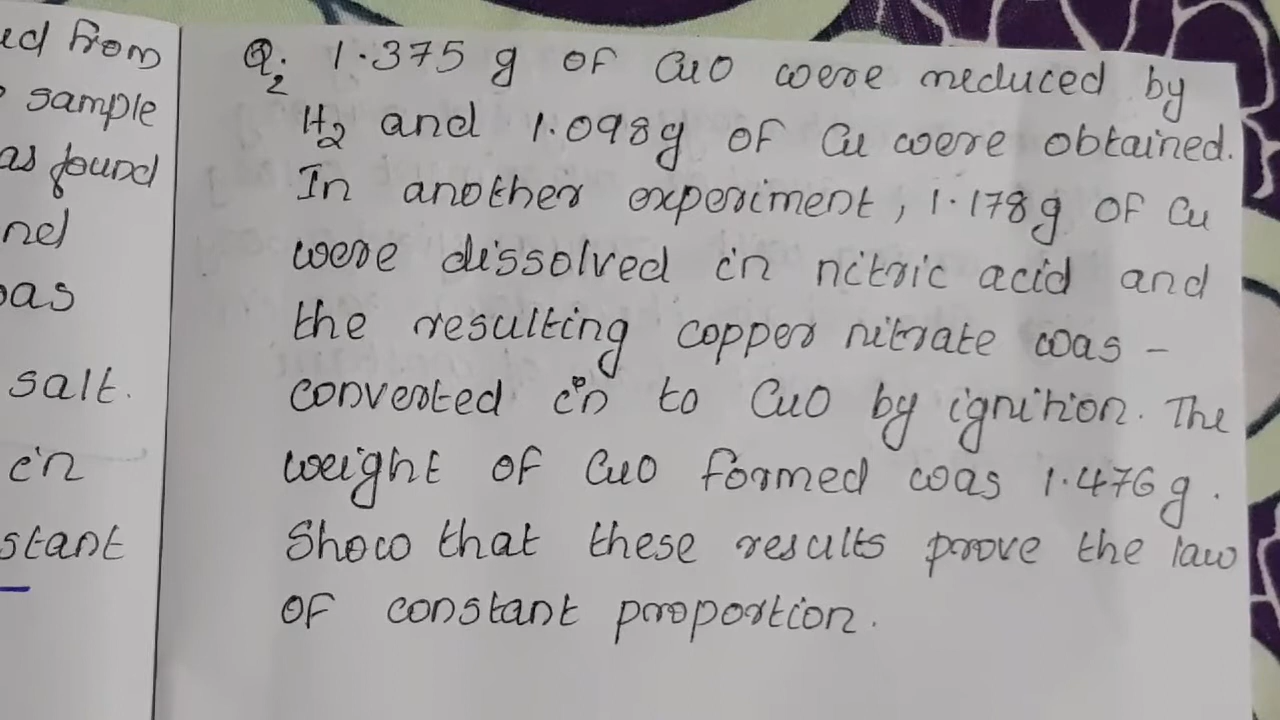 ed from
sample
as found
nd
as
salt.
in
stant
Q2. 1.375 g of CuO were reduced by
H2 and 1.098g of Cu were obtained.
In another experiment, 1.178g of Cu
were dissolved in nitric acid and
the resulting copper nitrate was -
converted in to CuO by ignition. The
weight of CuO formed was 1.476g.
Show that these results prove the law
of constant proportion.